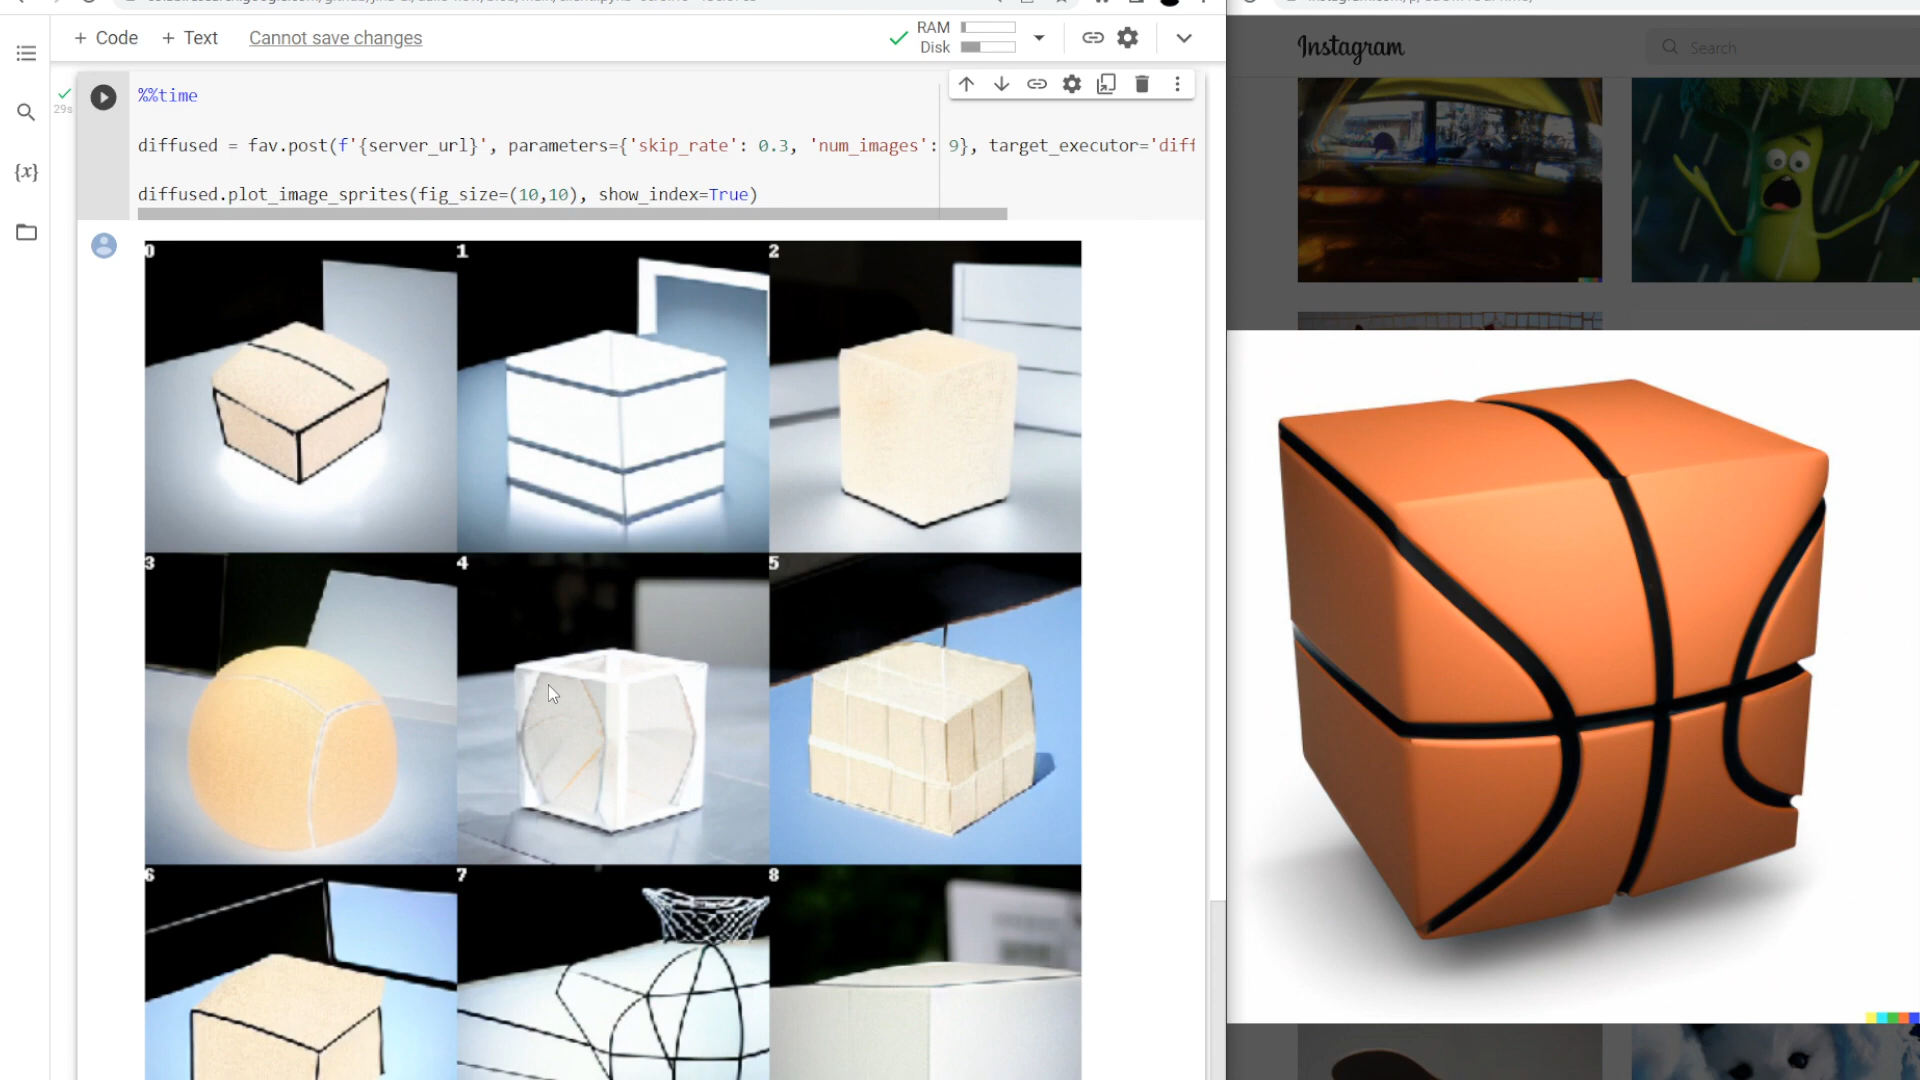 + Code + Text Cannot save changes
RAM
Disk
Instagram
Search
29s
%%time
diffused = fav.post(f'{server_url}', parameters={'skip_rate': 0.3, 'num_images': 9}, target_executor='diff
diffused.plot_image_sprites(fig_size=(10,10), show_index=True)
{x}
0 1 2
3 4 5
6 7 8